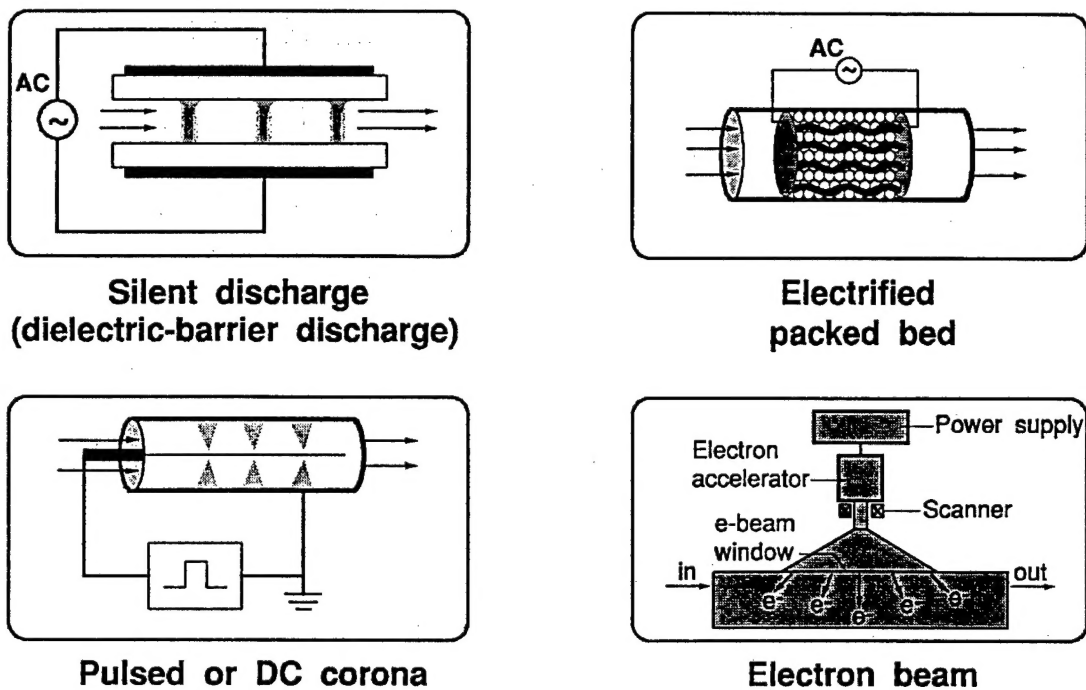 AC
Silent discharge
(dielectric-barrier discharge)
AC
Electrified
packed bed
Pulsed or DC corona
Power supply
Electron
accelerator
Scanner
e-beam
window
in
out
e-
e-
e-
e-
e-
Electron beam